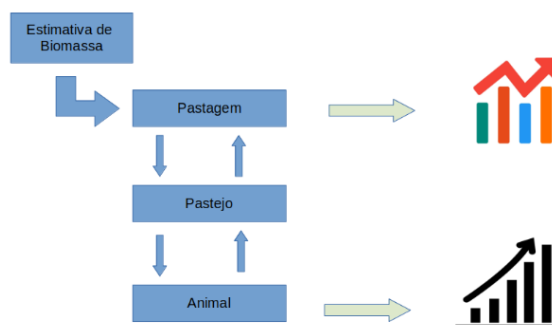 Estimativa de
Biomassa
Pastagem
Pastejo
Animal